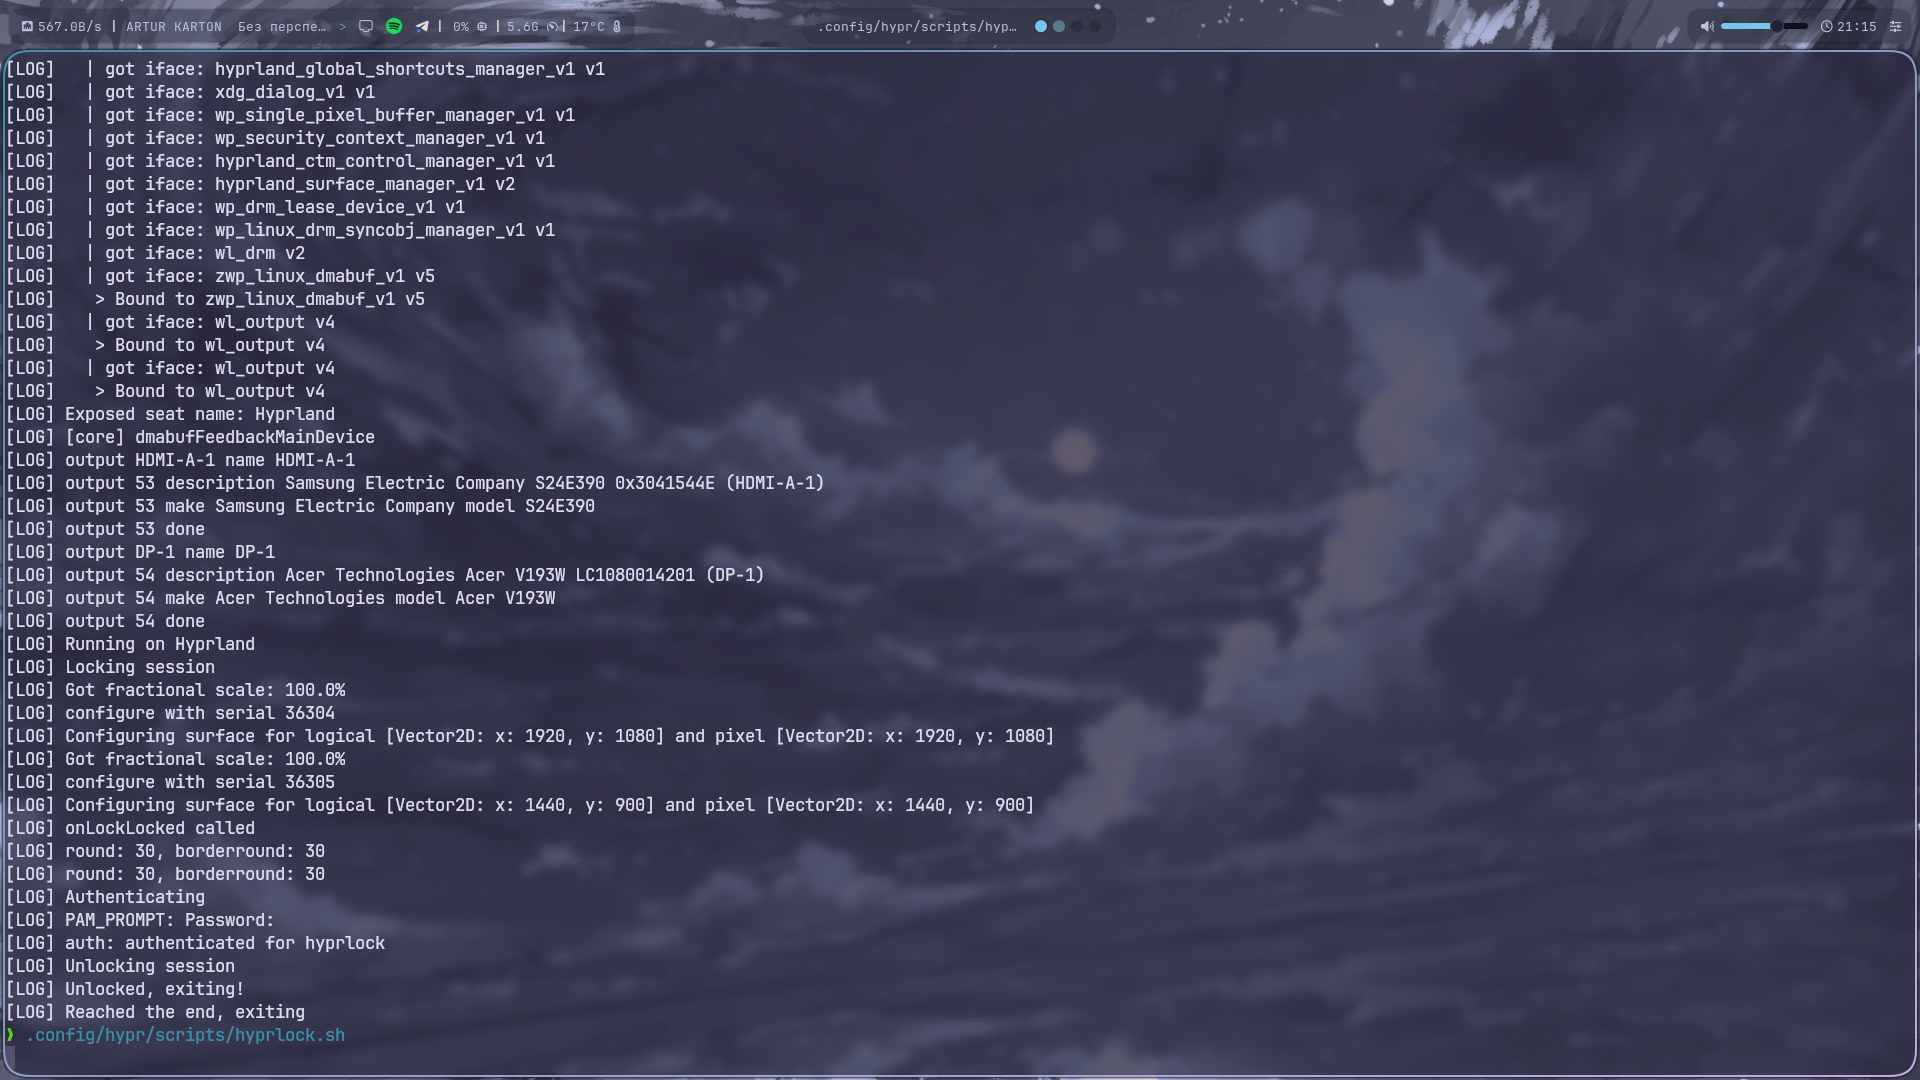 567.0B/s | ARTUR KARTON Без перспе… > | 0% | 5.6G | 17°C
.config/hypr/scripts/hyp…
21:15
[LOG]   | got iface: hyprland_global_shortcuts_manager_v1 v1
[LOG]   | got iface: xdg_dialog_v1 v1
[LOG]   | got iface: wp_single_pixel_buffer_manager_v1 v1
[LOG]   | got iface: wp_security_context_manager_v1 v1
[LOG]   | got iface: hyprland_ctm_control_manager_v1 v1
[LOG]   | got iface: hyprland_surface_manager_v1 v2
[LOG]   | got iface: wp_drm_lease_device_v1 v1
[LOG]   | got iface: wp_linux_drm_syncobj_manager_v1 v1
[LOG]   | got iface: wl_drm v2
[LOG]   | got iface: zwp_linux_dmabuf_v1 v5
[LOG]    > Bound to zwp_linux_dmabuf_v1 v5
[LOG]   | got iface: wl_output v4
[LOG]    > Bound to wl_output v4
[LOG]   | got iface: wl_output v4
[LOG]    > Bound to wl_output v4
[LOG] Exposed seat name: Hyprland
[LOG] [core] dmabufFeedbackMainDevice
[LOG] output HDMI-A-1 name HDMI-A-1
[LOG] output 53 description Samsung Electric Company S24E390 0x3041544E (HDMI-A-1)
[LOG] output 53 make Samsung Electric Company model S24E390
[LOG] output 53 done
[LOG] output DP-1 name DP-1
[LOG] output 54 description Acer Technologies Acer V193W LC1080014201 (DP-1)
[LOG] output 54 make Acer Technologies model Acer V193W
[LOG] output 54 done
[LOG] Running on Hyprland
[LOG] Locking session
[LOG] Got fractional scale: 100.0%
[LOG] configure with serial 36304
[LOG] Configuring surface for logical [Vector2D: x: 1920, y: 1080] and pixel [Vector2D: x: 1920, y: 1080]
[LOG] Got fractional scale: 100.0%
[LOG] configure with serial 36305
[LOG] Configuring surface for logical [Vector2D: x: 1440, y: 900] and pixel [Vector2D: x: 1440, y: 900]
[LOG] onLockLocked called
[LOG] round: 30, borderround: 30
[LOG] round: 30, borderround: 30
[LOG] Authenticating
[LOG] PAM_PROMPT: Password:
[LOG] auth: authenticated for hyprlock
[LOG] Unlocking session
[LOG] Unlocked, exiting!
[LOG] Reached the end, exiting
❯ .config/hypr/scripts/hyprlock.sh